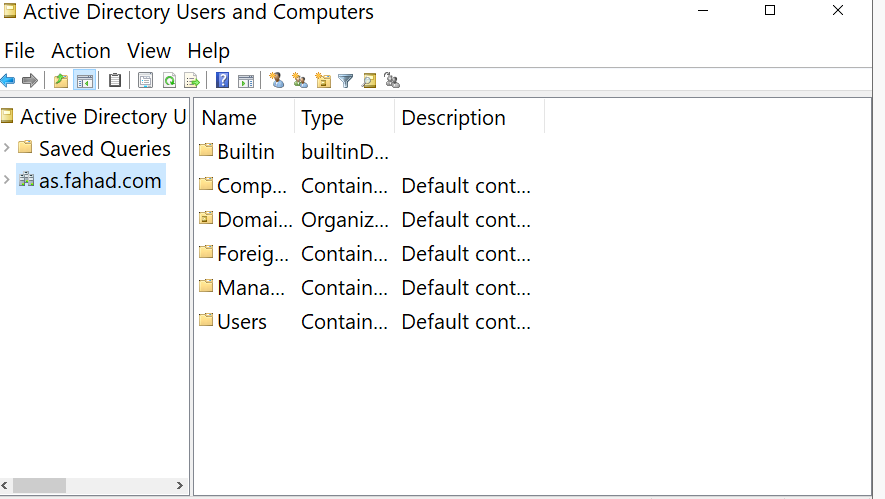 Active Directory Users and Computers
File Action View Help
Active Directory U
Saved Queries
as.fahad.com
Name Type Description
Builtin builtinD...
Comp... Contain... Default cont...
Domai... Organiz... Default cont...
Foreig... Contain... Default cont...
Mana... Contain... Default cont...
Users Contain... Default cont...